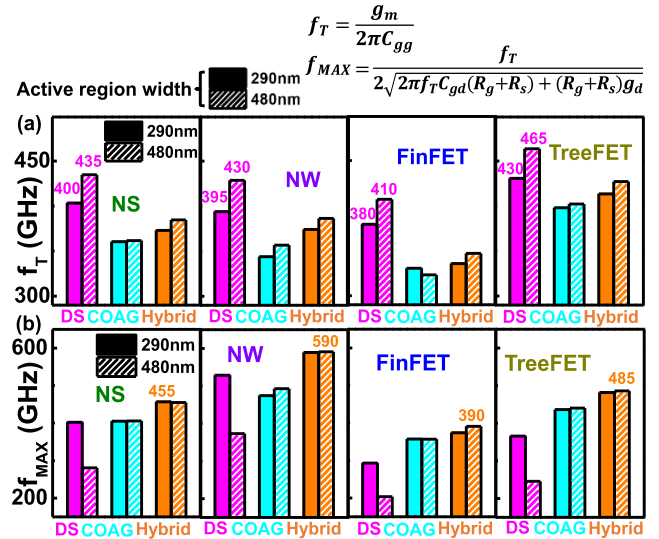 f_T = g_m / 2πC_gg
f_MAX = f_T / 2√2πf_TC_gd(R_g+R_s) + (R_g+R_s)g_d
Active region width
290nm
480nm
(a)
290nm
480nm
450
300
f_T (GHz)
400
435
NS
395
430
NW
380
410
FinFET
430
465
TreeFET
DS COAG Hybrid
DS COAG Hybrid
DS COAG Hybrid
DS COAG Hybrid
(b)
290nm
480nm
600
200
2f_MAX (GHz)
NS
455
NW
590
FinFET
390
TreeFET
485
DS COAG Hybrid
DS COAG Hybrid
DS COAG Hybrid
DS COAG Hybrid